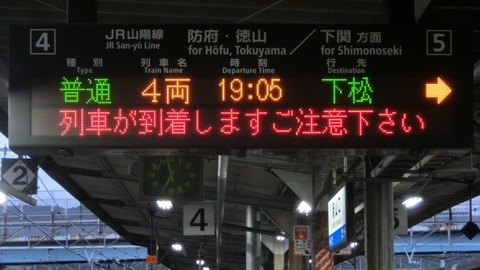 4 JR山陽線 防府・徳山 / 下関 方面 5
JR San-yō Line for Hōfu, Tokuyama for Shimonoseki
種別 列車名 時刻 行先
Type Train Name Departure Time Destination
普通 4両 19:05 下松 →
列車が到着しますご注意下さい
2
4